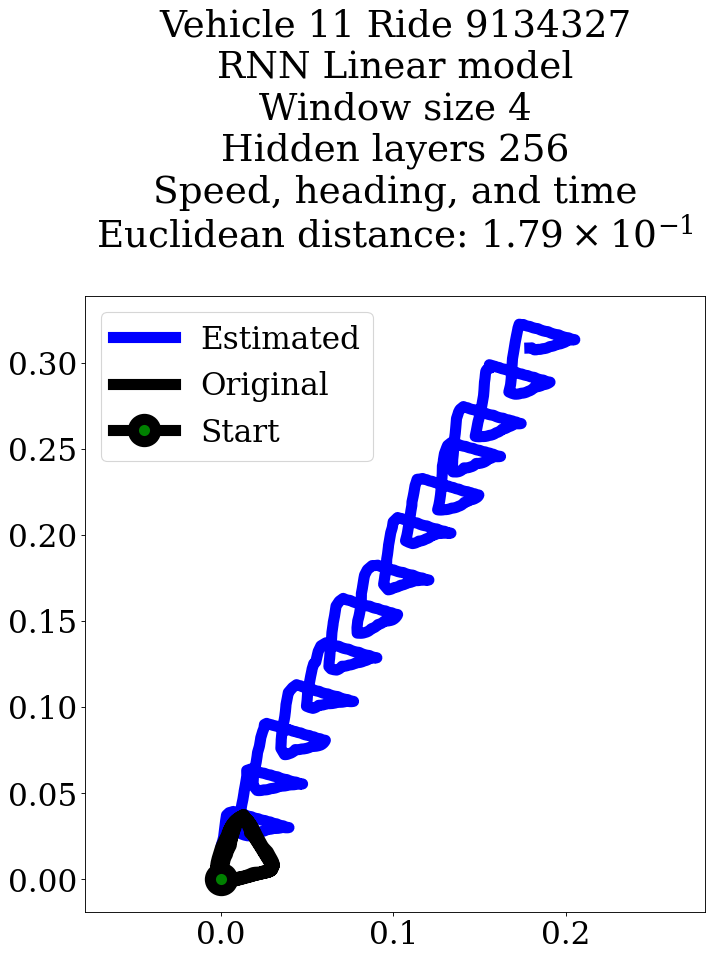 Vehicle 11 Ride 9134327
RNN Linear model
Window size 4
Hidden layers 256
Speed, heading, and time
Euclidean distance: 1.79 × 10⁻¹
Estimated
Original
Start
0.30
0.25
0.20
0.15
0.10
0.05
0.00
0.0 0.1 0.2